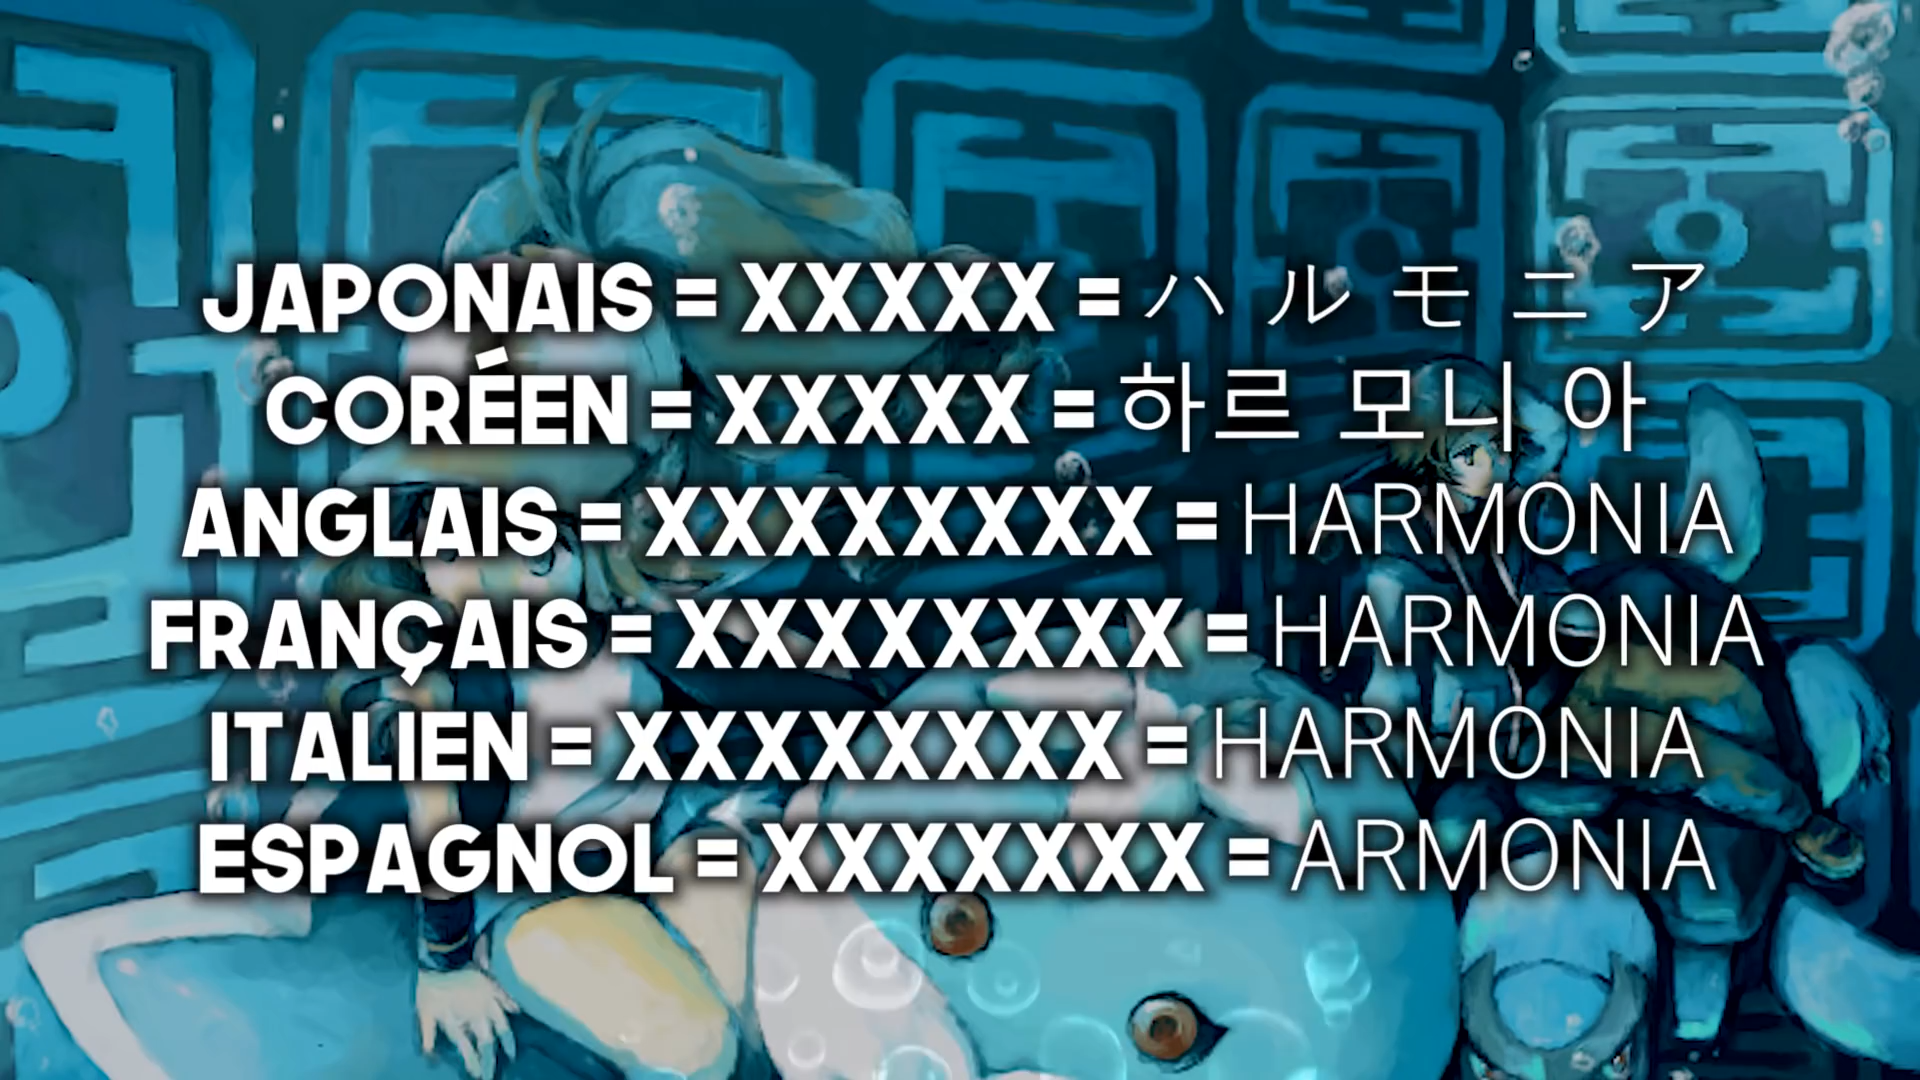 JAPONAIS = XXXXX = ハルモニア
CORÉEN = XXXXX = 하르모니아
ANGLAIS = XXXXXXXX = HARMONIA
FRANÇAIS = XXXXXXXX = HARMONIA
ITALIEN = XXXXXXXX = HARMONIA
ESPAGNOL = XXXXXXX = ARMONIA